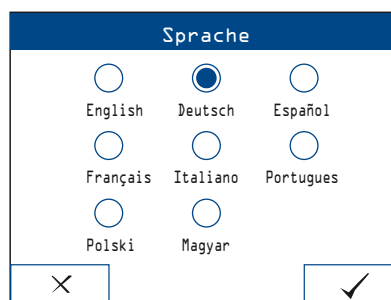 Sprache
English Deutsch Español
Français Italiano Portugues
Polski Magyar